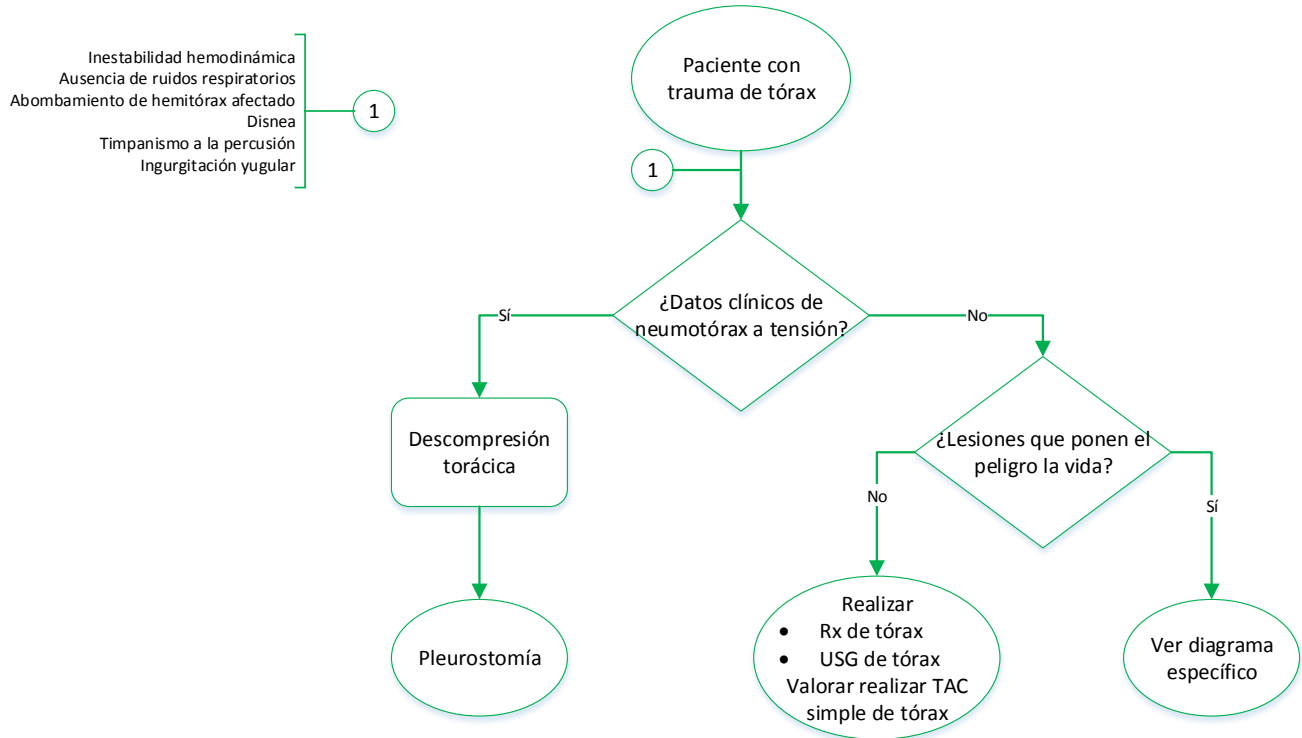 Inestabilidad hemodinámica
Ausencia de ruidos respiratorios
Abombamiento de hemitórax afectado
Disnea
Timpanismo a la percusión
Ingurgitación yugular
1
Paciente con
trauma de tórax
1
¿Datos clínicos de
neumotórax a tensión?
Sí
No
Descompresión
torácica
¿Lesiones que ponen el
peligro la vida?
No
Sí
Pleurostomía
Realizar
• Rx de tórax
• USG de tórax
Valorar realizar TAC
simple de tórax
Ver diagrama
específico